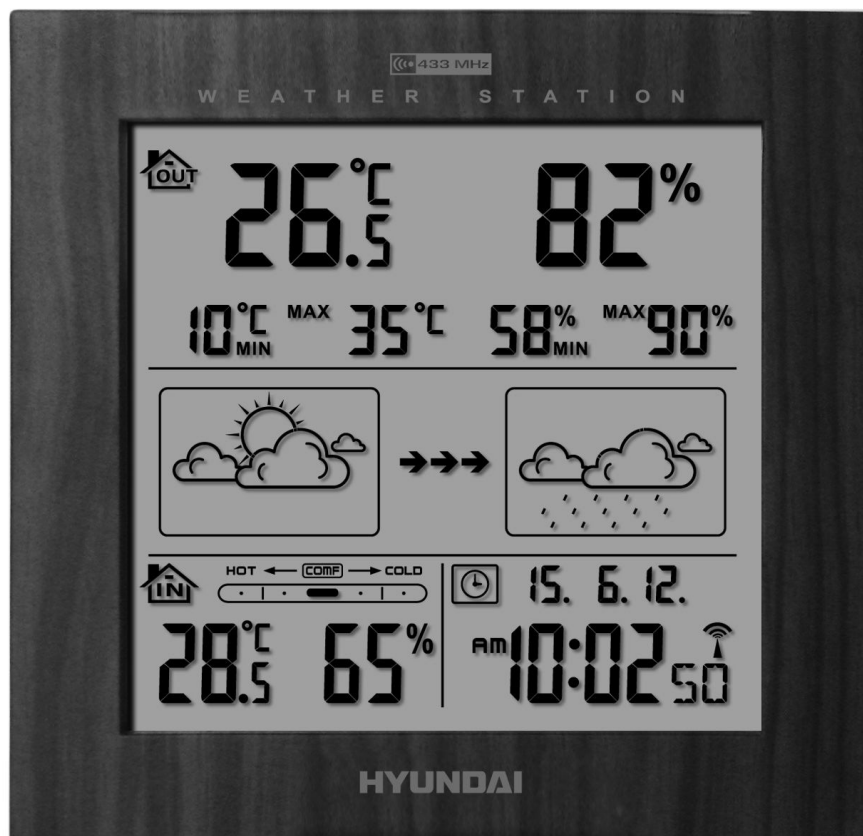 433 MHz
WEATHER STATION
OUT 26.5°C 82%
10°C MIN MAX 35°C 58% MIN MAX 90%
HOT COMF COLD
IN 28.5°C 65%
15. 6. 12.
AM 10:02 50
HYUNDAI